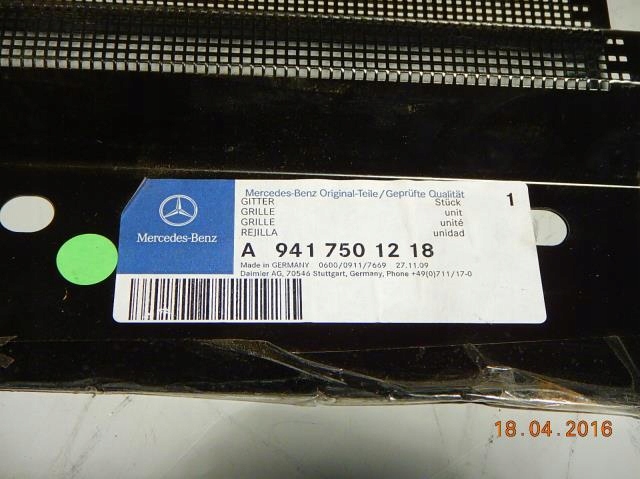 Mercedes-Benz Original-Teile/Geprüfte Qualität
GITTER Stück 1
GRILLE unit
GRILLE unité
REJILLA unidad
Mercedes-Benz
A 941 750 12 18
Made in GERMANY 0600/0911/7669 27.11.09
Daimler AG, 70546 Stuttgart, Germany, Phone +49(0)711/17-0
18.04.2016